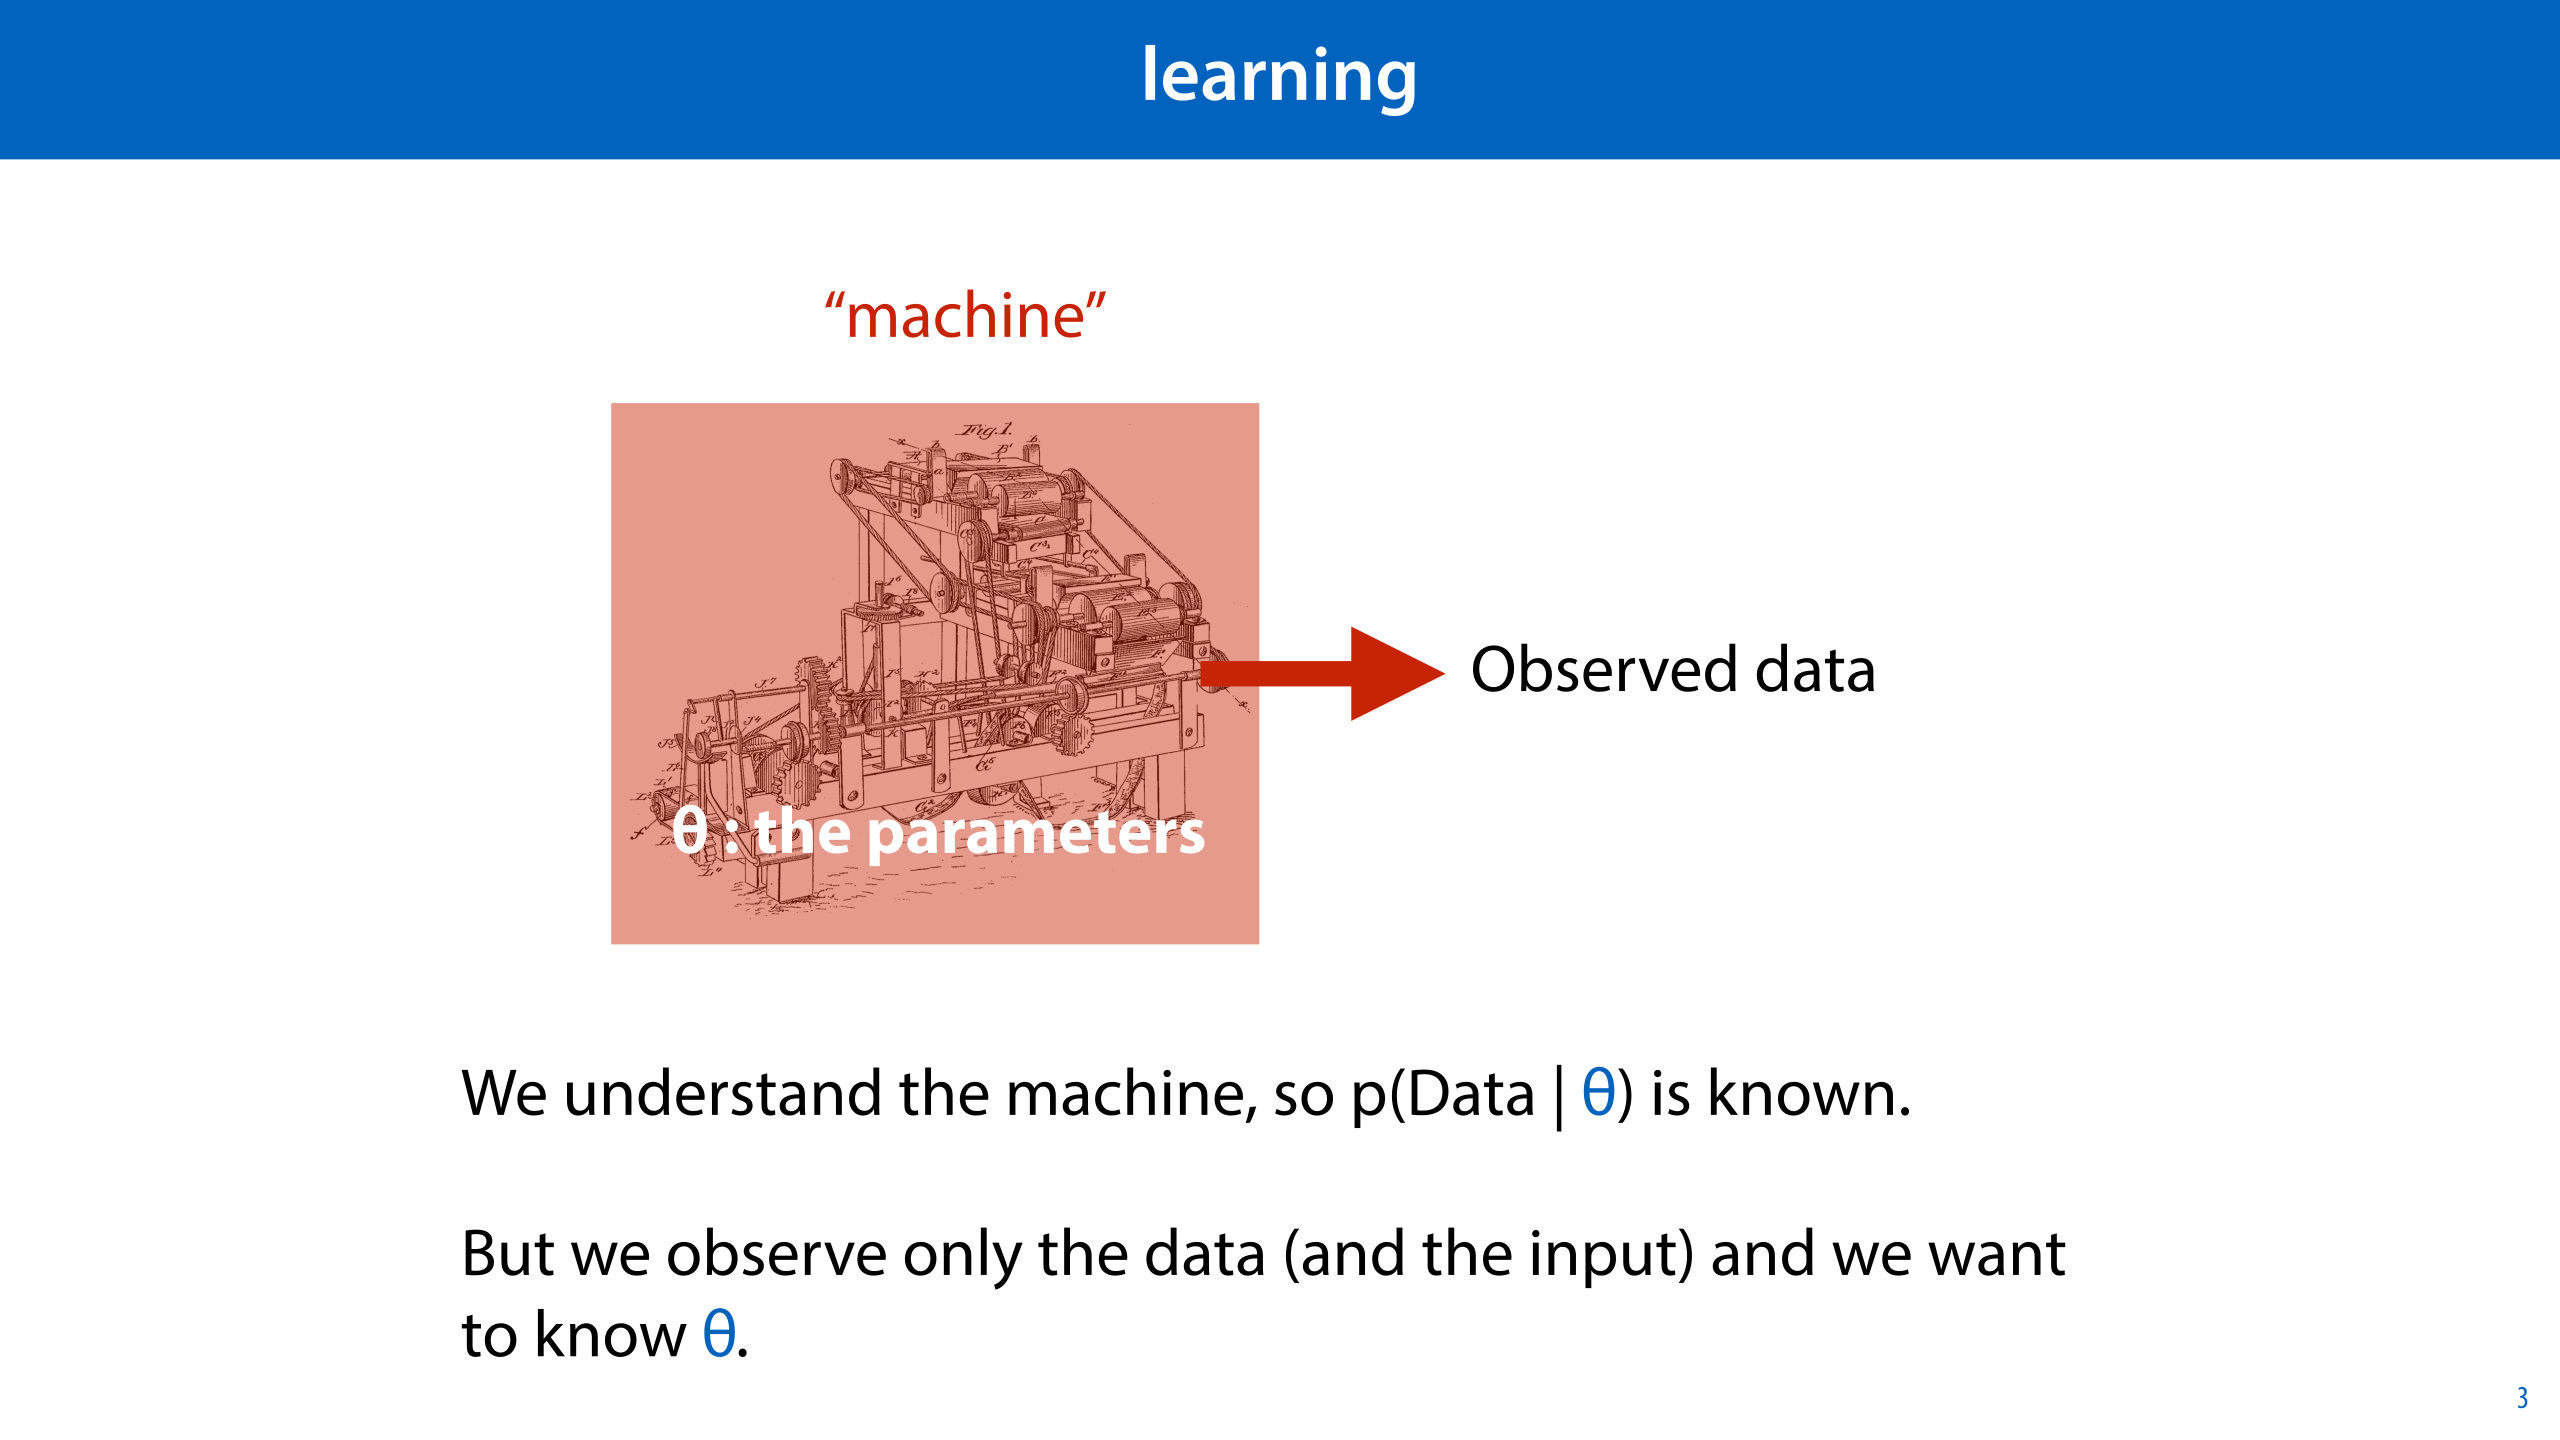 learning
“machine”
Fig.1.
θ : the parameters
Observed data
We understand the machine, so p(Data | θ) is known.
But we observe only the data (and the input) and we want
to know θ.
3